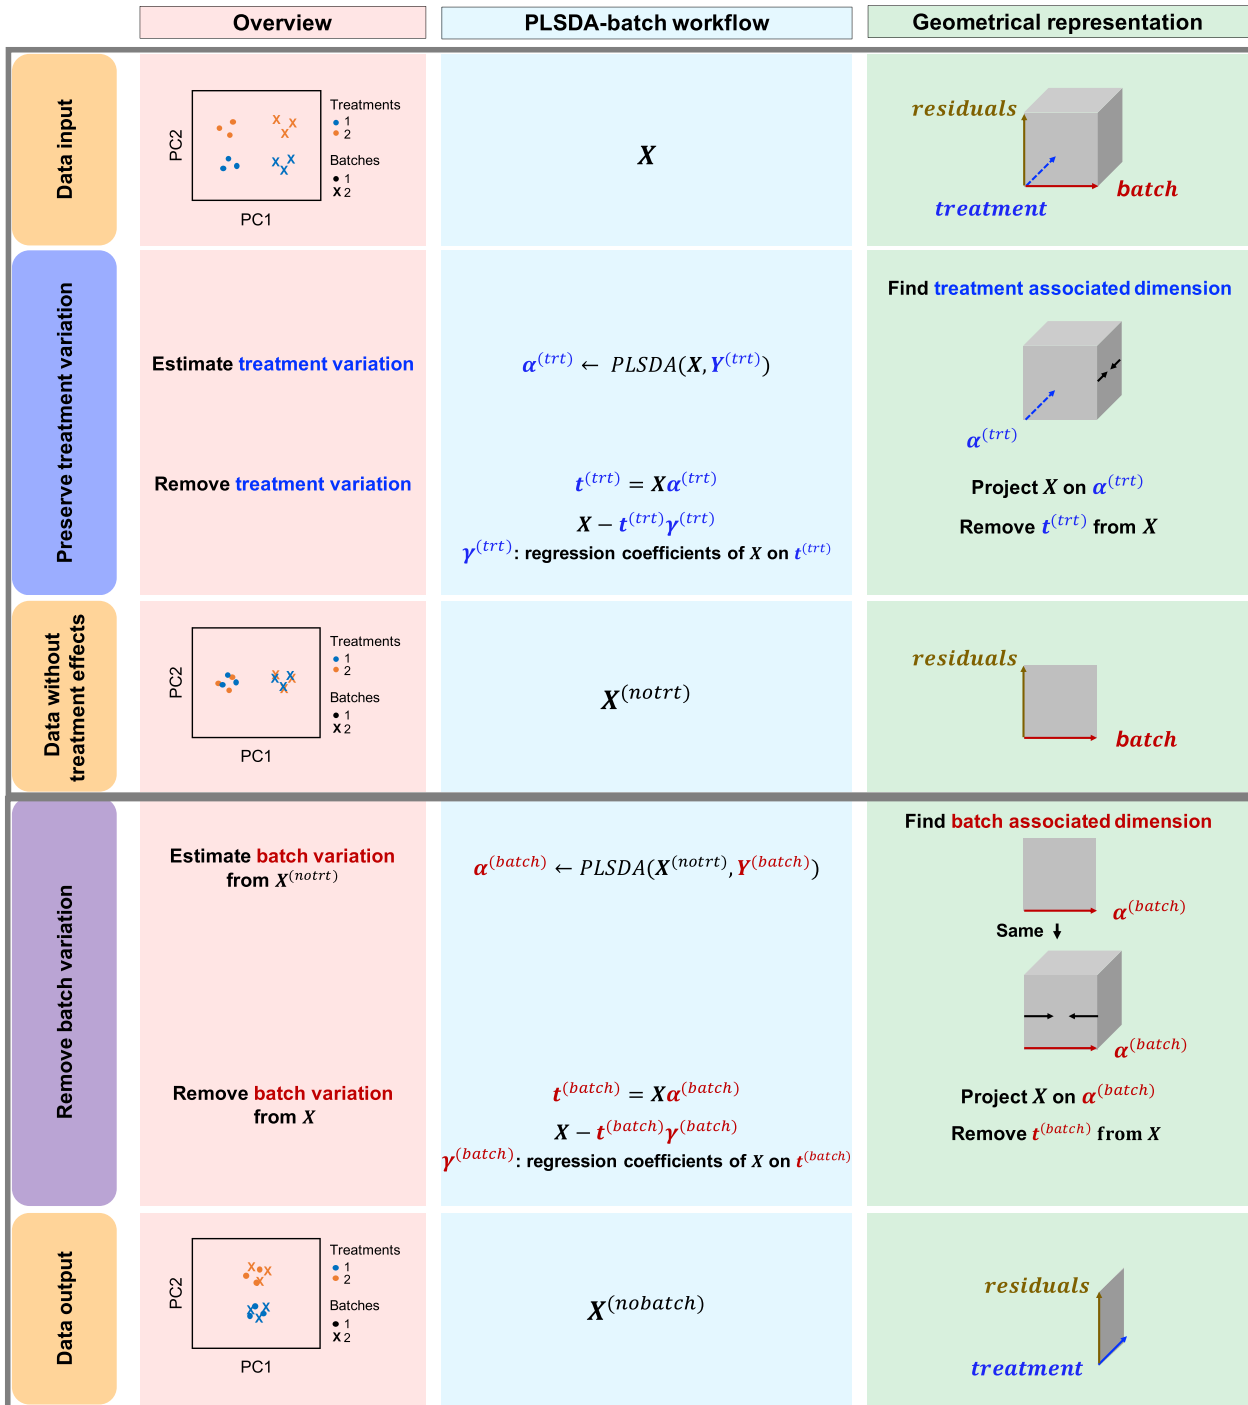 Overview
PLSDA-batch workflow
Geometrical representation
Data input
PC2
PC1
Treatments
1
2
Batches
1
X 2
X
residuals
batch
treatment
Preserve treatment variation
Estimate treatment variation
α^(trt) ← PLSDA(X, Y^(trt))
Find treatment associated dimension
α^(trt)
Remove treatment variation
t^(trt) = Xα^(trt)
X − t^(trt)γ^(trt)
γ^(trt): regression coefficients of X on t^(trt)
Project X on α^(trt)
Remove t^(trt) from X
Data without
treatment effects
PC2
PC1
Treatments
1
2
Batches
1
X 2
X^(notrt)
residuals
batch
Remove batch variation
Estimate batch variation
from X^(notrt)
α^(batch) ← PLSDA(X^(notrt), Y^(batch))
Find batch associated dimension
α^(batch)
Same
α^(batch)
Remove batch variation
from X
t^(batch) = Xα^(batch)
X − t^(batch)γ^(batch)
γ^(batch): regression coefficients of X on t^(batch)
Project X on α^(batch)
Remove t^(batch) from X
Data output
PC2
PC1
Treatments
1
2
Batches
1
X 2
X^(nobatch)
residuals
treatment